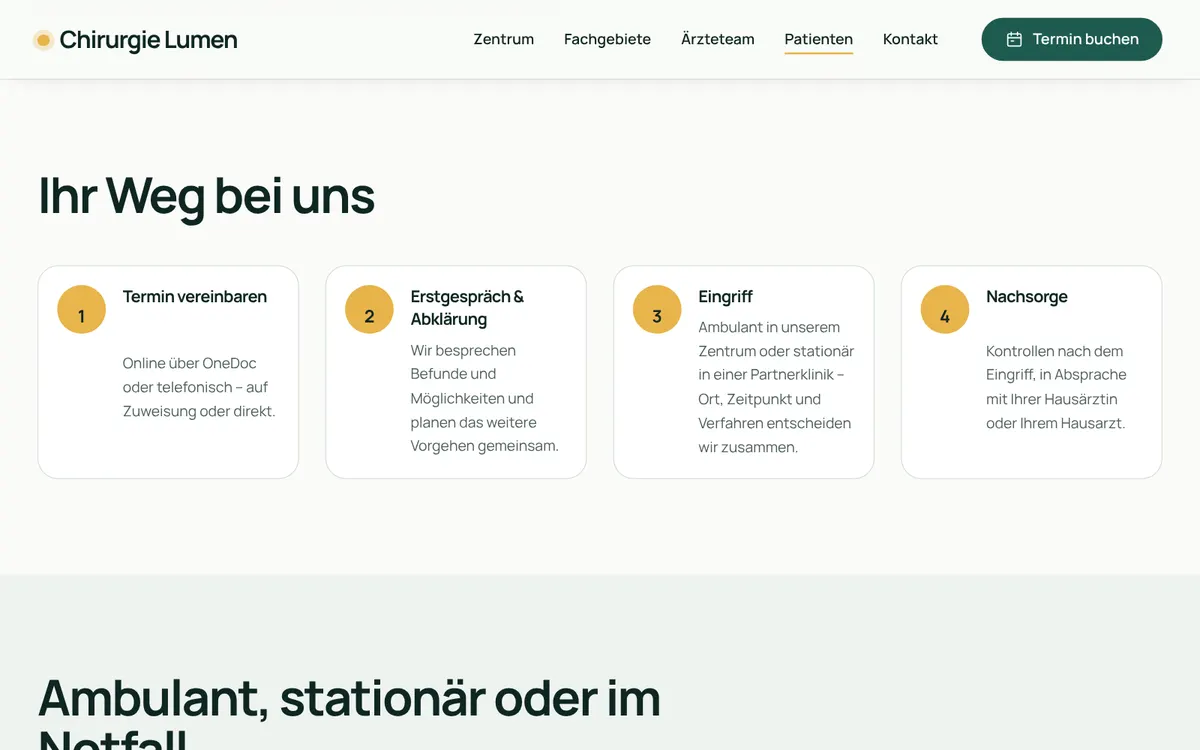 Chirurgie Lumen
Zentrum
Fachgebiete
Ärzteteam
Patienten
Kontakt
Termin buchen
Ihr Weg bei uns
1
Termin vereinbaren
Online über OneDoc
oder telefonisch – auf
Zuweisung oder direkt.
2
Erstgespräch &
Abklärung
Wir besprechen
Befunde und
Möglichkeiten und
planen das weitere
Vorgehen gemeinsam.
3
Eingriff
Ambulant in unserem
Zentrum oder stationär
in einer Partnerklinik –
Ort, Zeitpunkt und
Verfahren entscheiden
wir zusammen.
4
Nachsorge
Kontrollen nach dem
Eingriff, in Absprache
mit Ihrer Hausärztin
oder Ihrem Hausarzt.
Ambulant, stationär oder im
Notfall